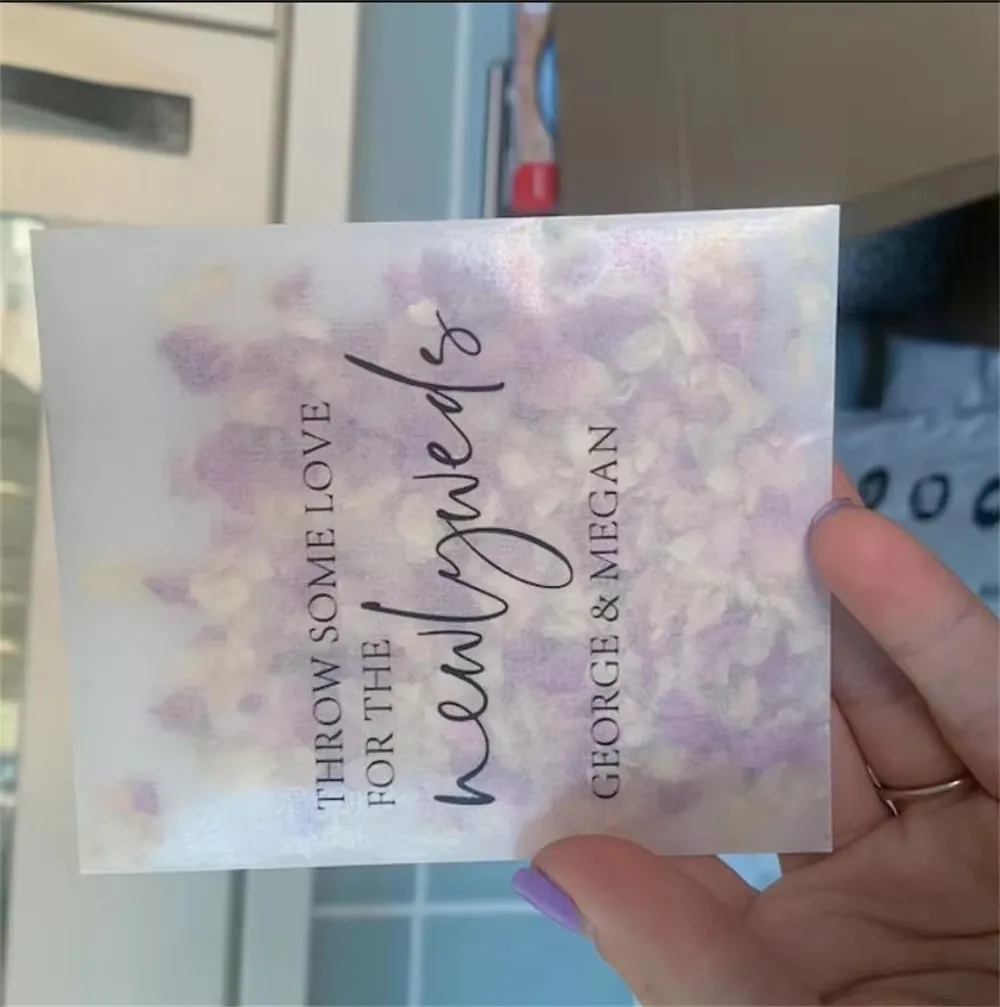 THROW SOME LOVE
FOR THE
newlyweds
GEORGE & MEGAN